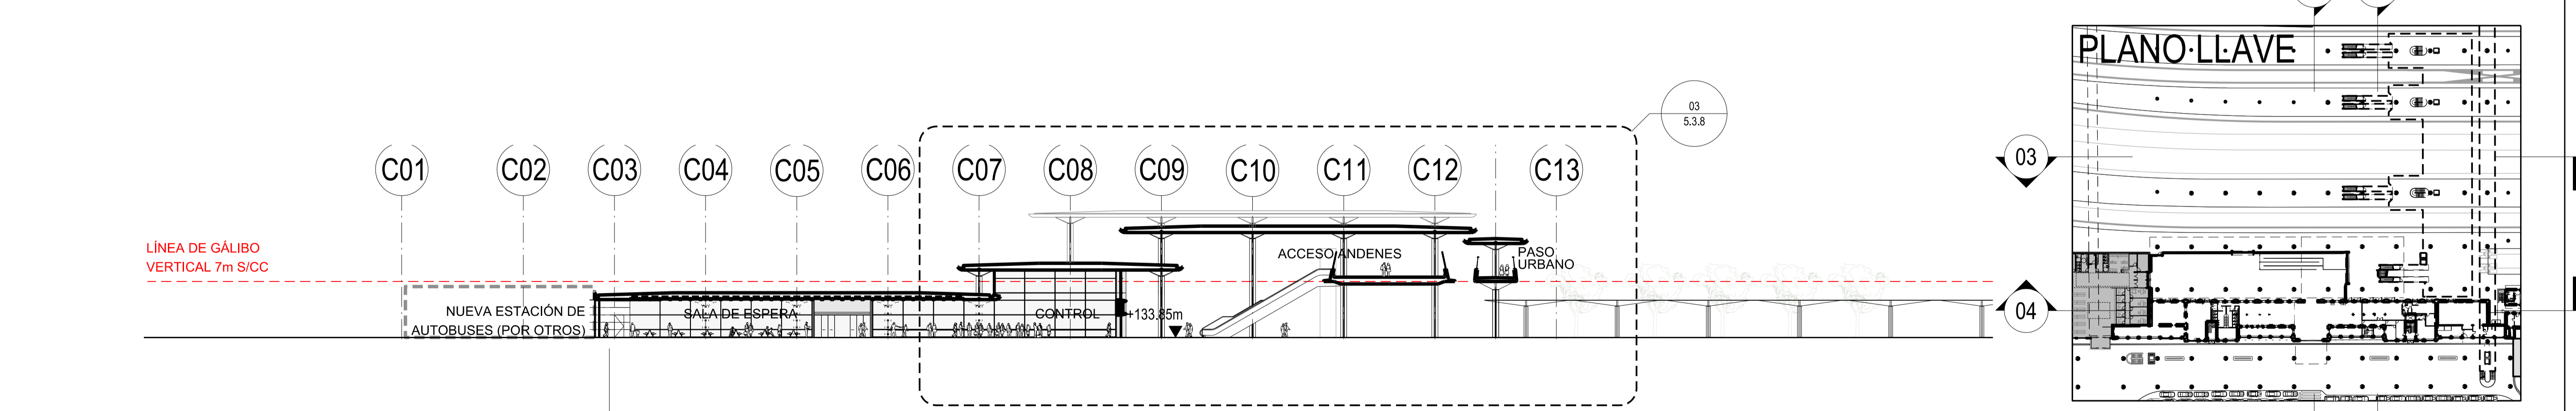 PLANO LLAVE
03
5.3.8
C01
C02
C03
C04
C05
C06
C07
C08
C09
C10
C11
C12
C13
03
LÍNEA DE GÁLIBO
VERTICAL 7m S/CC
ACCESO ANDENES
PASO
URBANO
NUEVA ESTACIÓN DE
AUTOBUSES (POR OTROS)
SALA DE ESPERA
CONTROL
+133.85m
04